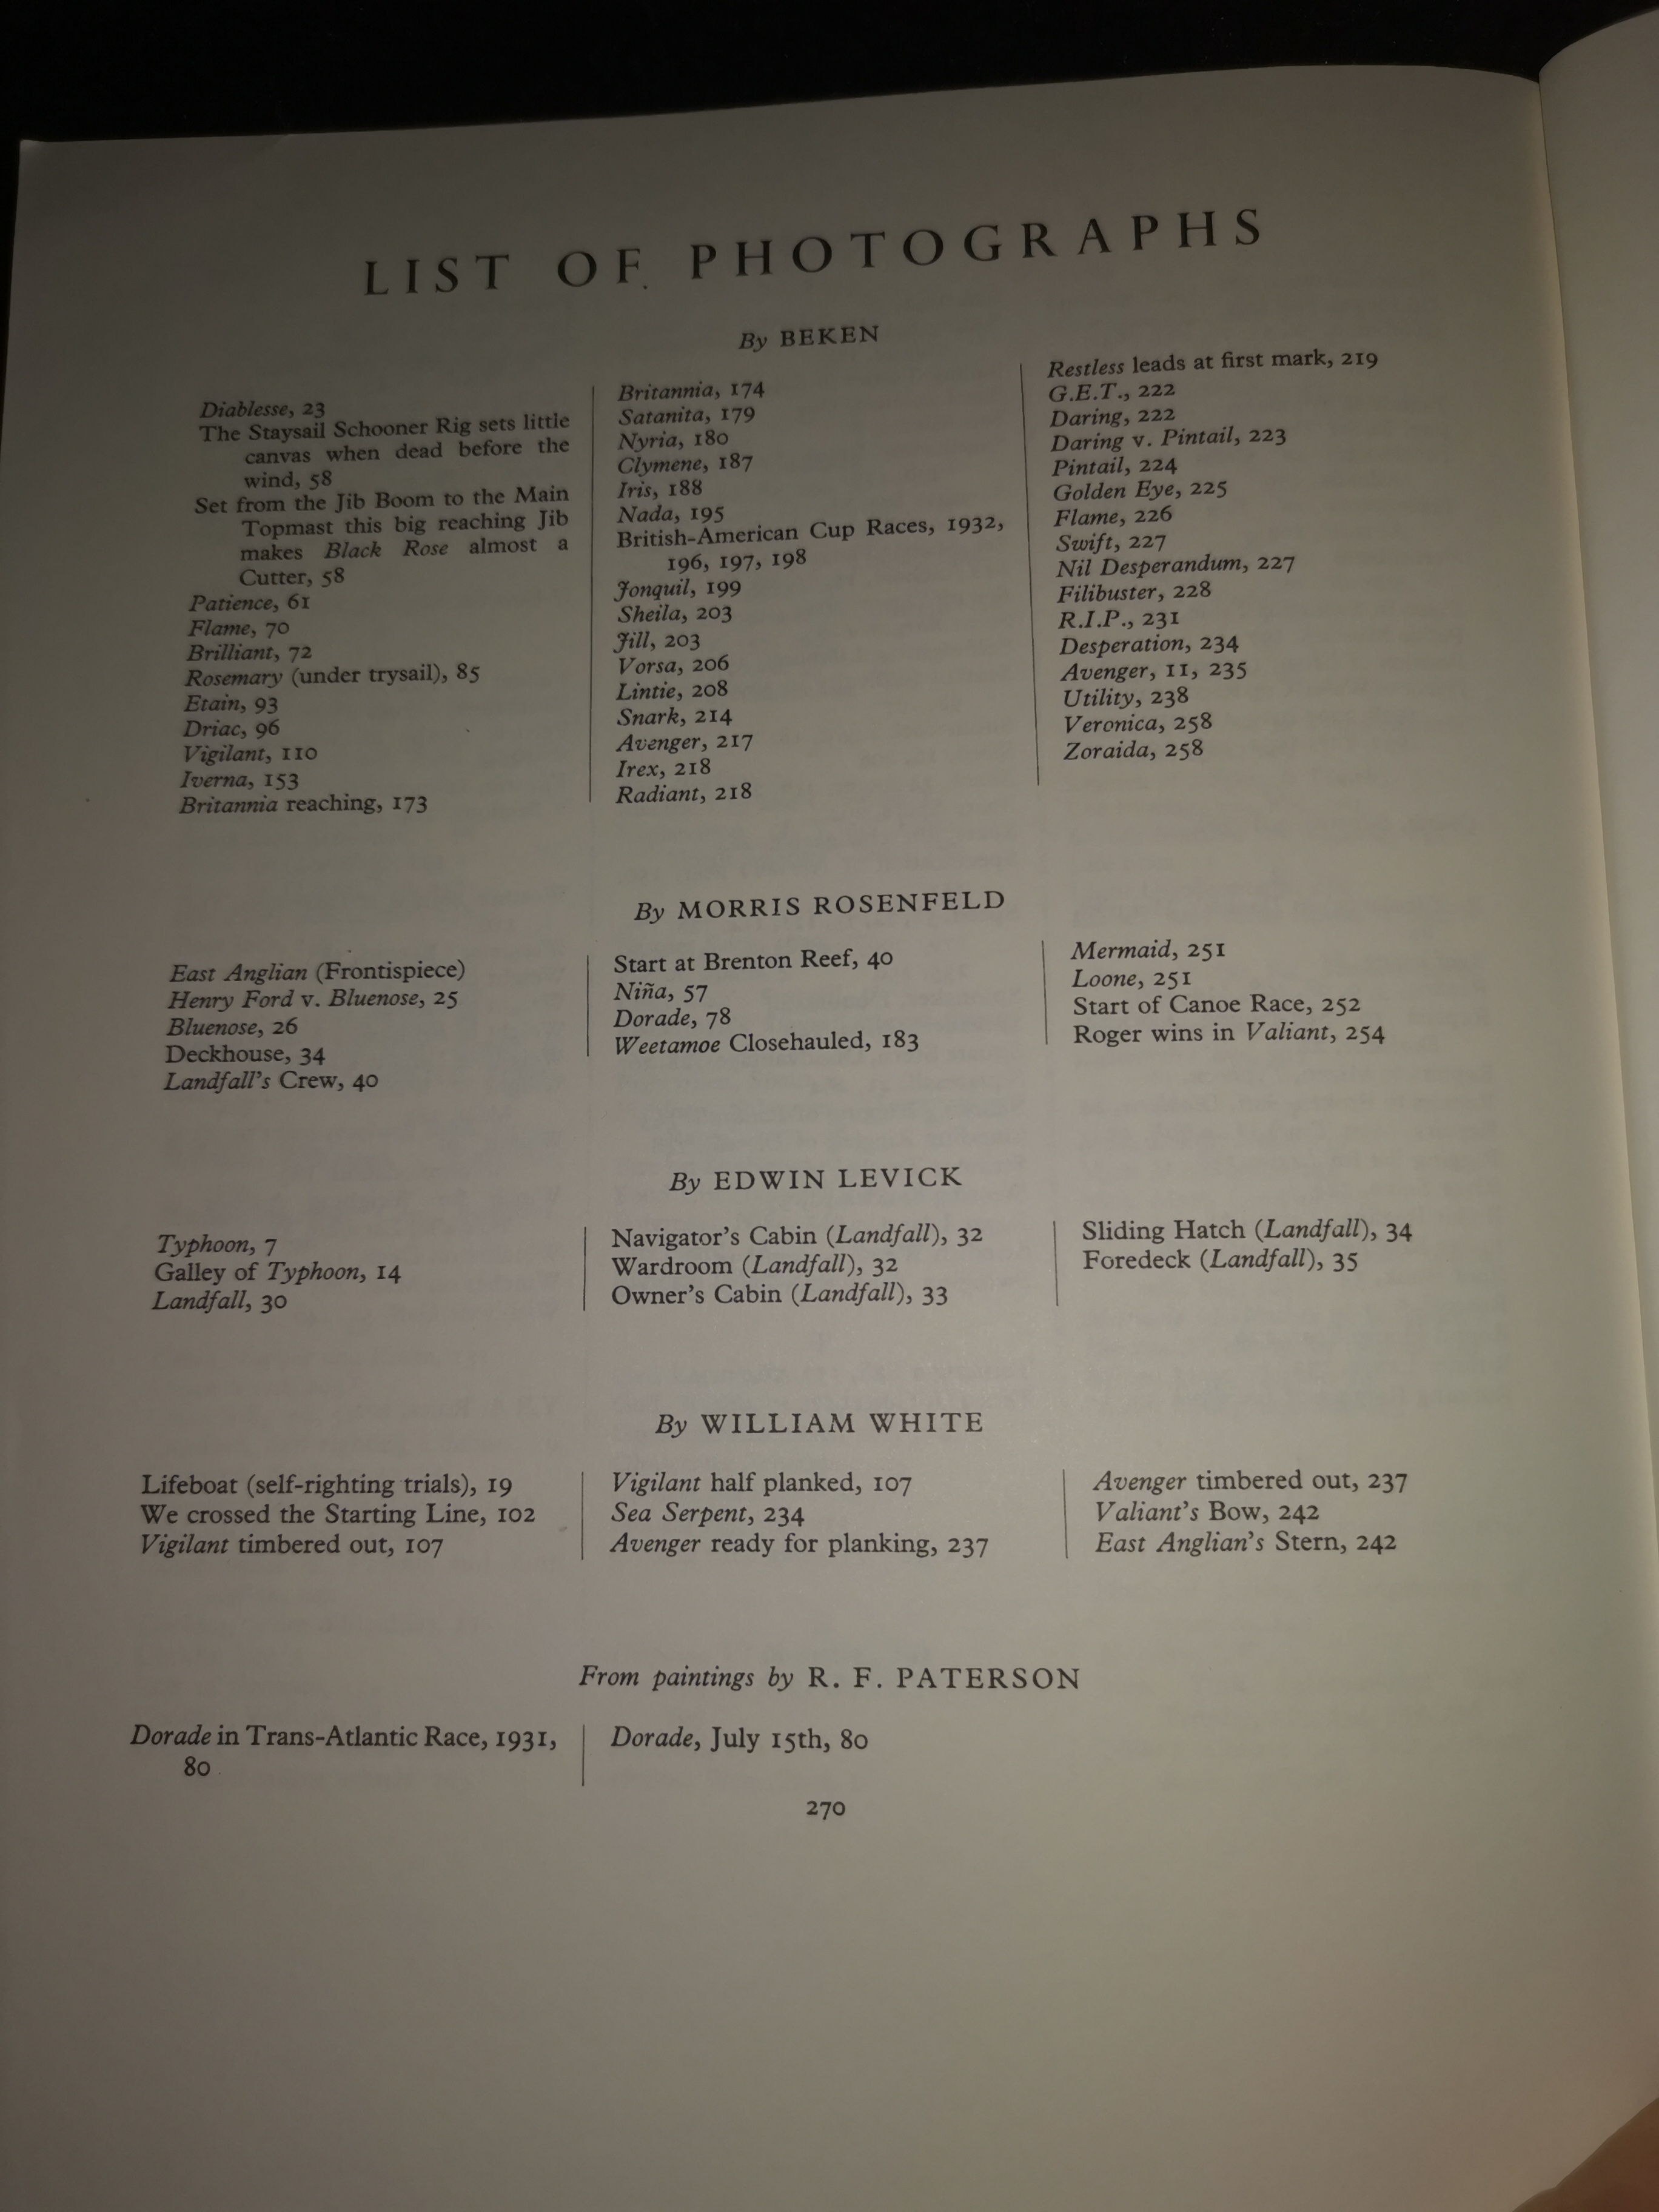 LIST OF PHOTOGRAPHS
By BEKEN
Diablesse, 23
The Staysail Schooner Rig sets little
canvas when dead before the
wind, 58
Set from the Jib Boom to the Main
Topmast this big reaching Jib
makes Black Rose almost a
Cutter, 58
Patience, 61
Flame, 70
Brilliant, 72
Rosemary (under trysail), 85
Etain, 93
Driac, 96
Vigilant, 110
Iverna, 153
Britannia reaching, 173
Britannia, 174
Satanita, 179
Nyria, 180
Clymene, 187
Iris, 188
Nada, 195
British-American Cup Races, 1932,
196, 197, 198
Jonquil, 199
Sheila, 203
Jill, 203
Vorsa, 206
Lintie, 208
Snark, 214
Avenger, 217
Irex, 218
Radiant, 218
Restless leads at first mark, 219
G.E.T., 222
Daring, 222
Daring v. Pintail, 223
Pintail, 224
Golden Eye, 225
Flame, 226
Swift, 227
Nil Desperandum, 227
Filibuster, 228
R.I.P., 231
Desperation, 234
Avenger, 11, 235
Utility, 238
Veronica, 258
Zoraida, 258
By MORRIS ROSENFELD
East Anglian (Frontispiece)
Henry Ford v. Bluenose, 25
Bluenose, 26
Deckhouse, 34
Landfall's Crew, 40
Start at Brenton Reef, 40
Niña, 57
Dorade, 78
Weetamoe Closehauled, 183
Mermaid, 251
Loone, 251
Start of Canoe Race, 252
Roger wins in Valiant, 254
By EDWIN LEVICK
Typhoon, 7
Galley of Typhoon, 14
Landfall, 30
Navigator's Cabin (Landfall), 32
Wardroom (Landfall), 32
Owner's Cabin (Landfall), 33
Sliding Hatch (Landfall), 34
Foredeck (Landfall), 35
By WILLIAM WHITE
Lifeboat (self-righting trials), 19
We crossed the Starting Line, 102
Vigilant timbered out, 107
Vigilant half planked, 107
Sea Serpent, 234
Avenger ready for planking, 237
Avenger timbered out, 237
Valiant's Bow, 242
East Anglian's Stern, 242
From paintings by R. F. PATERSON
Dorade in Trans-Atlantic Race, 1931,
80
Dorade, July 15th, 80
270